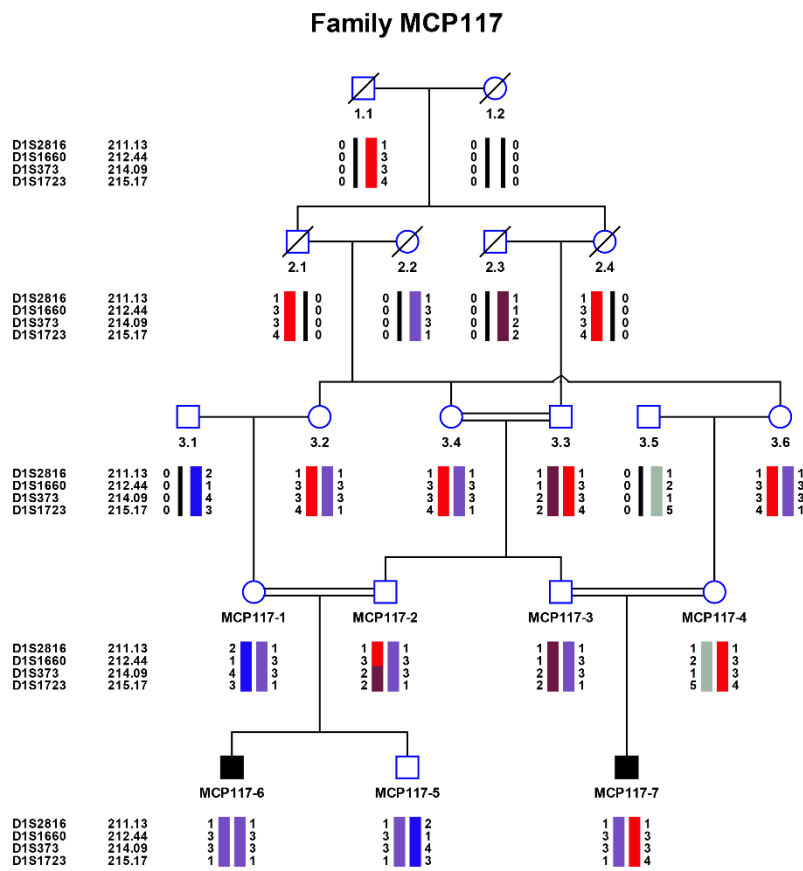 Family MCP117
1.1 1.2
D1S2816 211.13 0 1 0 0
D1S1660 212.44 0 3 0 0
D1S373 214.09 0 3 0 0
D1S1723 215.17 0 4 0 0
2.1 2.2 2.3 2.4
D1S2816 211.13 1 0 0 1 0 1 1 0
D1S1660 212.44 3 0 0 3 0 1 3 0
D1S373 214.09 3 0 0 3 0 2 3 0
D1S1723 215.17 4 0 0 1 0 2 4 0
3.1 3.2 3.4 3.3 3.5 3.6
D1S2816 211.13 0 2 1 1 1 1 1 1 0 1 1 1
D1S1660 212.44 0 1 3 3 3 3 1 3 0 2 3 3
D1S373 214.09 0 4 3 3 3 3 2 3 0 1 3 3
D1S1723 215.17 0 3 4 1 4 1 2 4 0 5 4 1
MCP117-1 MCP117-2 MCP117-3 MCP117-4
D1S2816 211.13 2 1 1 1 1 1 1 1
D1S1660 212.44 1 3 3 3 1 3 2 3
D1S373 214.09 4 3 2 3 2 3 1 3
D1S1723 215.17 3 1 2 1 2 1 5 4
MCP117-6 MCP117-5 MCP117-7
D1S2816 211.13 1 1 1 2 1 1
D1S1660 212.44 3 3 3 1 3 3
D1S373 214.09 3 3 3 4 3 3
D1S1723 215.17 1 1 1 3 1 4